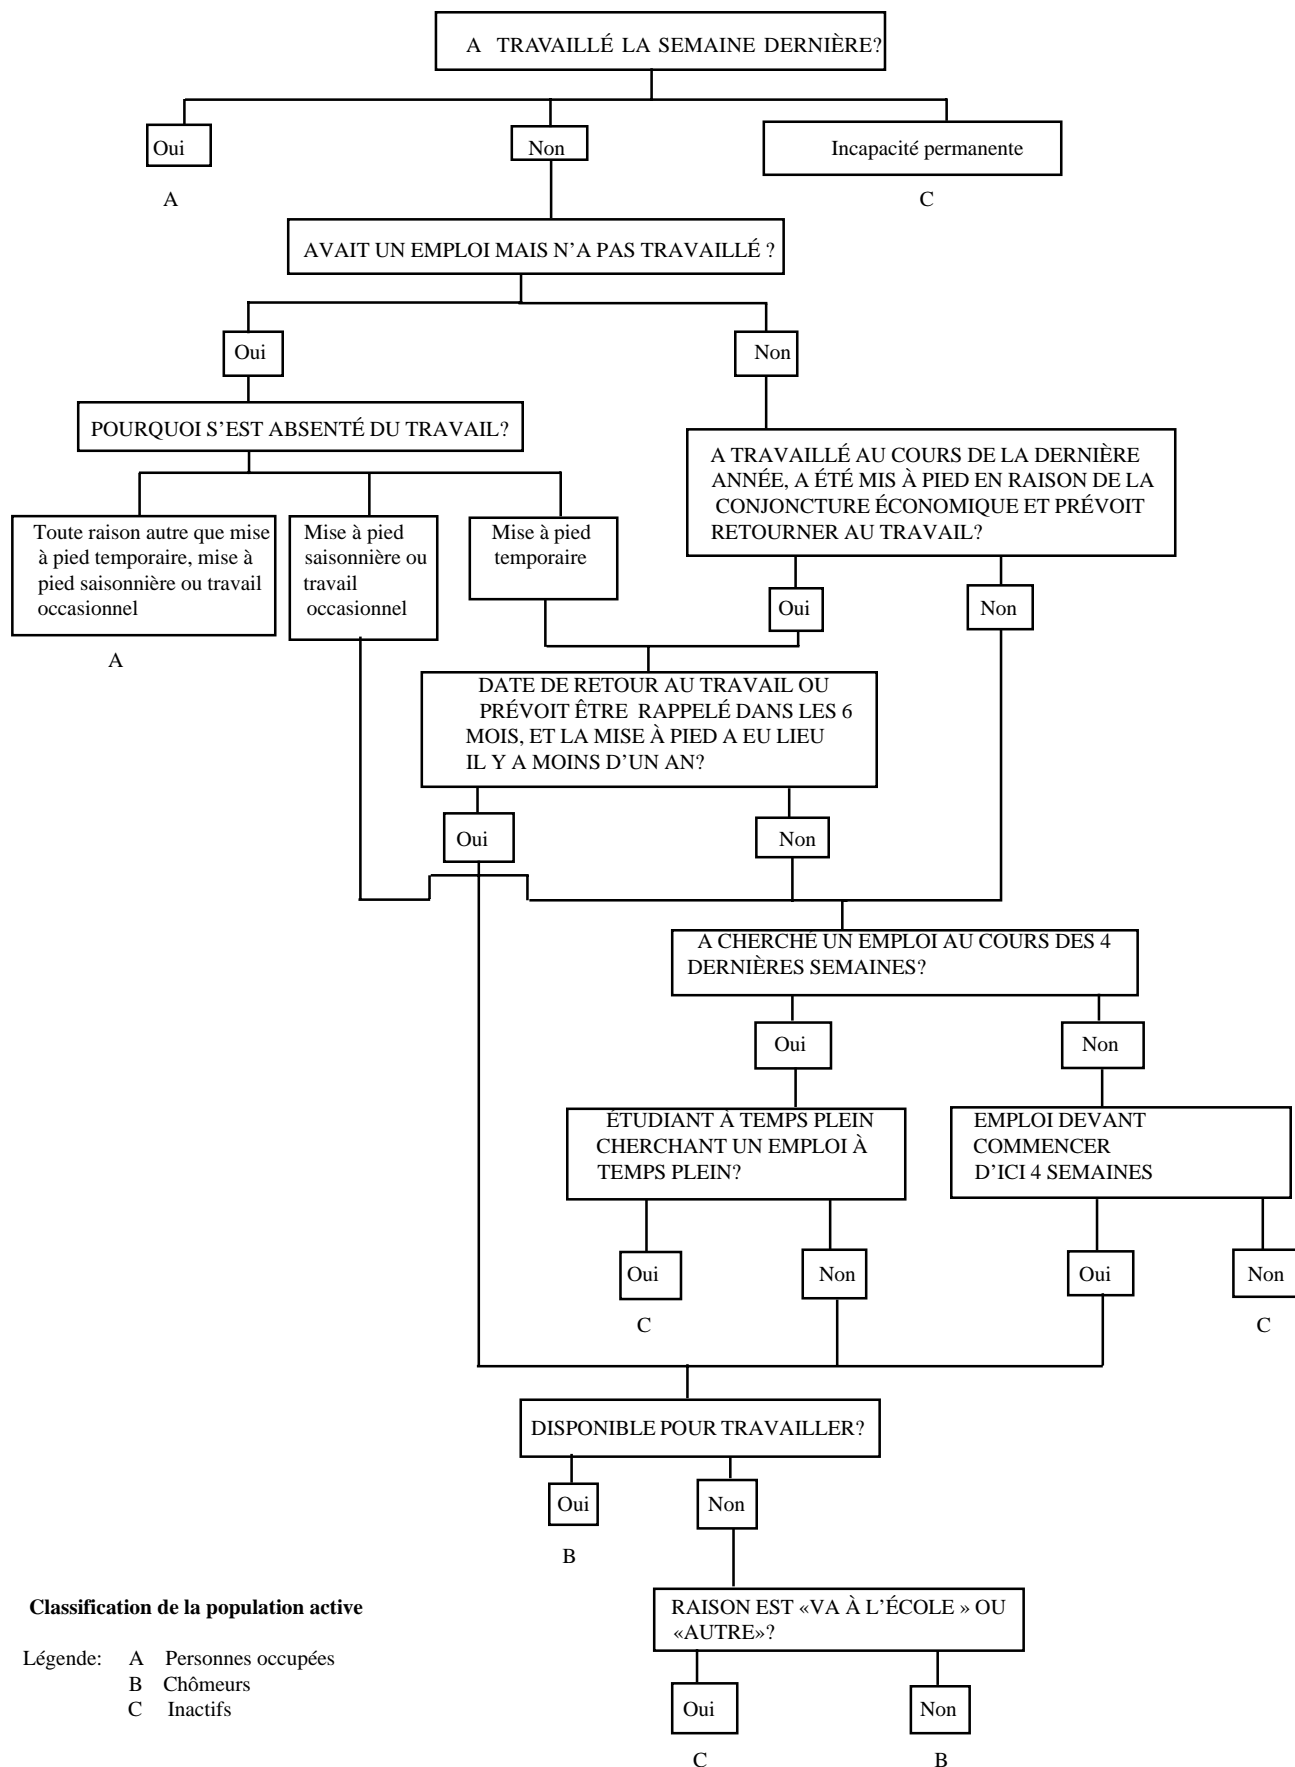 A TRAVAILLÉ LA SEMAINE DERNIÈRE?
Oui
Non
Incapacité permanente
A
C
AVAIT UN EMPLOI MAIS N'A PAS TRAVAILLÉ ?
Oui
Non
POURQUOI S'EST ABSENTÉ DU TRAVAIL?
A TRAVAILLÉ AU COURS DE LA DERNIÈRE
ANNÉE, A ÉTÉ MIS À PIED EN RAISON DE LA
CONJONCTURE ÉCONOMIQUE ET PRÉVOIT
RETOURNER AU TRAVAIL?
Toute raison autre que mise
à pied temporaire, mise à
pied saisonnière ou travail
occasionnel
Mise à pied
saisonnière ou
travail
occasionnel
Mise à pied
temporaire
Oui
Non
A
DATE DE RETOUR AU TRAVAIL OU
PRÉVOIT ÊTRE RAPPELÉ DANS LES 6
MOIS, ET LA MISE À PIED A EU LIEU
IL Y A MOINS D'UN AN?
Oui
Non
A CHERCHÉ UN EMPLOI AU COURS DES 4
DERNIÈRES SEMAINES?
Oui
Non
ÉTUDIANT À TEMPS PLEIN
CHERCHANT UN EMPLOI À
TEMPS PLEIN?
EMPLOI DEVANT
COMMENCER
D'ICI 4 SEMAINES
Oui
Non
Oui
Non
C
C
DISPONIBLE POUR TRAVAILLER?
Oui
Non
B
RAISON EST «VA À L'ÉCOLE » OU
«AUTRE»?
Oui
Non
C
B
Classification de la population active
Légende: A Personnes occupées
B Chômeurs
C Inactifs